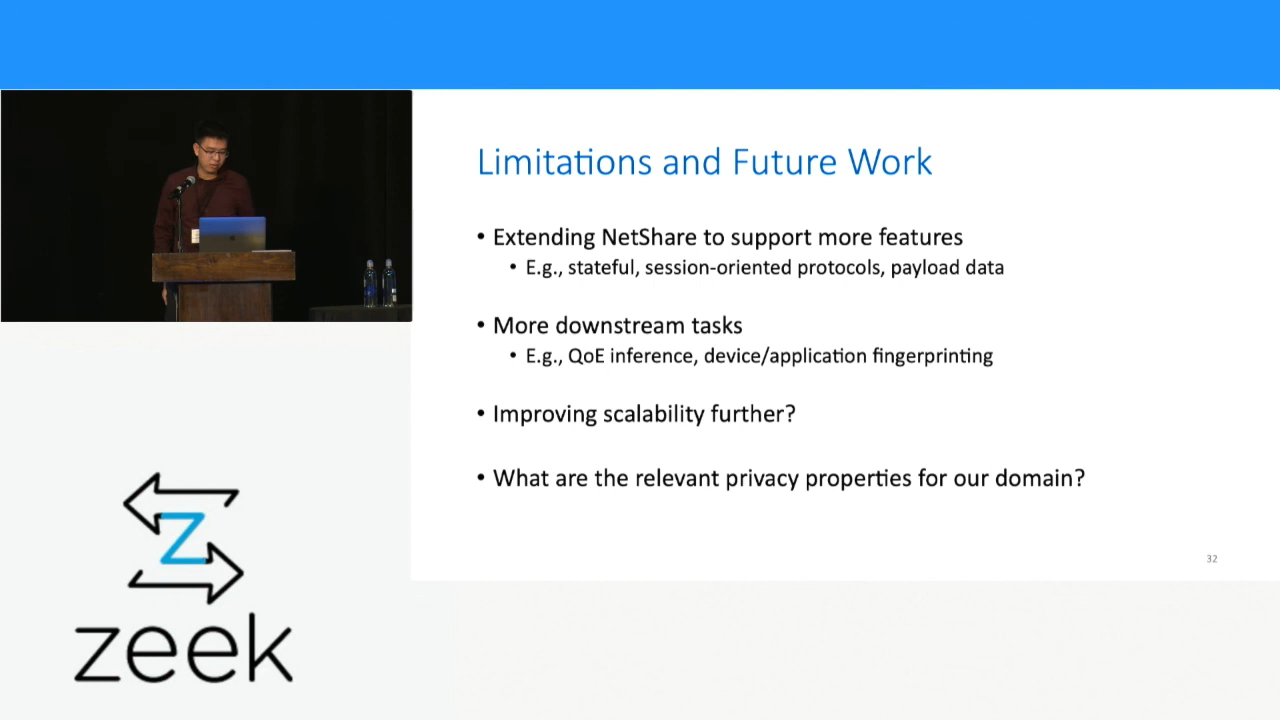 Limitations and Future Work
• Extending NetShare to support more features
• E.g., stateful, session-oriented protocols, payload data
• More downstream tasks
• E.g., QoE inference, device/application fingerprinting
• Improving scalability further?
• What are the relevant privacy properties for our domain?
32
Z
zeek